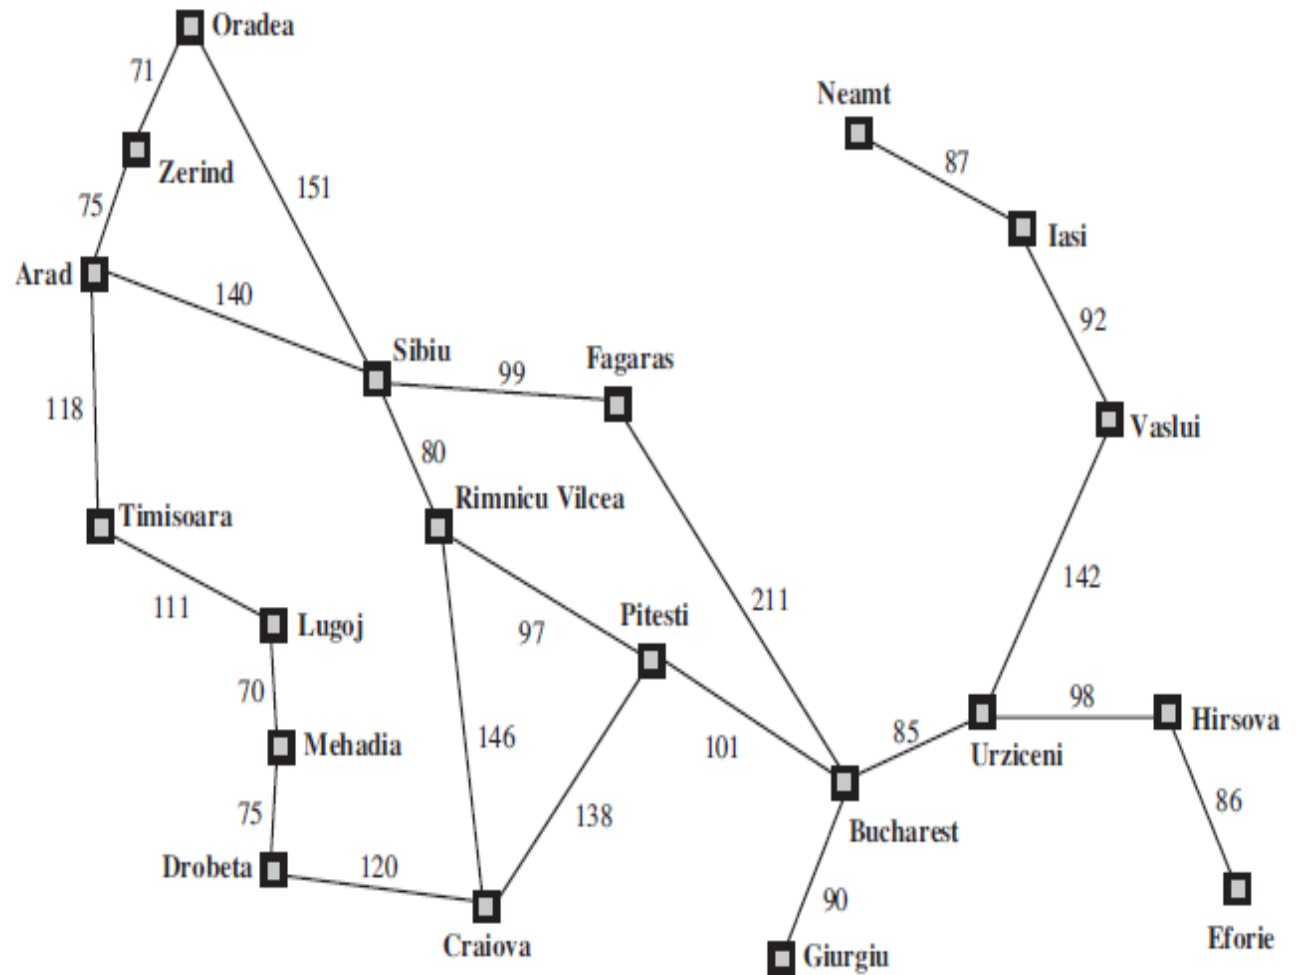 Oradea
71
Neamt
87
Zerind
151
75
Iasi
Arad
140
92
Sibiu
Fagaras
99
118
80
Vaslui
Rimnicu Vilcea
Timisoara
142
111
211
Pitesti
Lugoj
97
70
98
Hirsova
146
101
85
Mehadia
Urziceni
86
75
138
Bucharest
Drobeta
120
90
Eforie
Craiova
Giurgiu